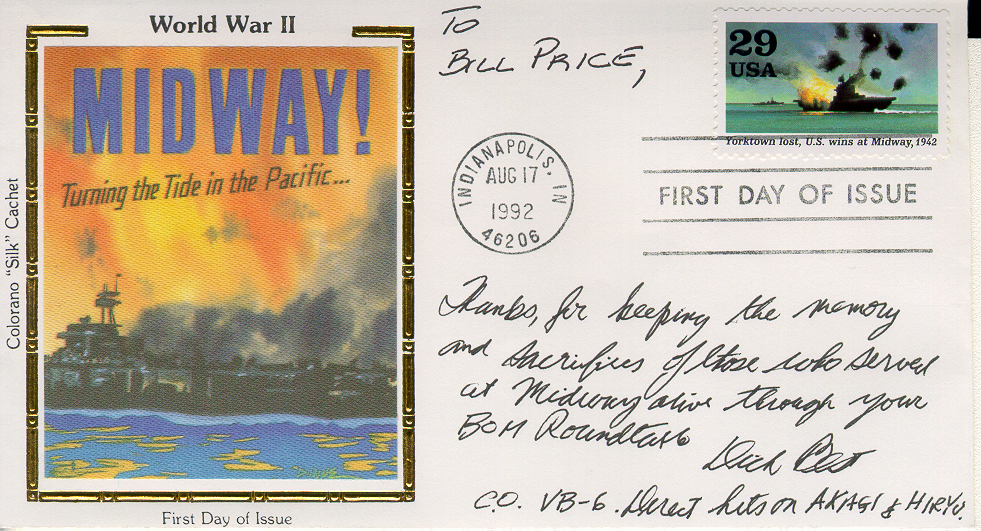 World War II
MIDWAY!
Turning the Tide in the Pacific...
Colorano "Silk" Cachet
First Day of Issue
To
BILL PRICE,
29
USA
Yorktown lost, U.S. wins at Midway, 1942
INDIANAPOLIS, IN
AUG 17
1992
46206
FIRST DAY OF ISSUE
Thanks, for keeping the memory
and sacrifices of those who served
at Midway alive through your
BOM Roundtable
Dick Best
C.O. VB-6. Direct hits on AKAGI & HIRYU